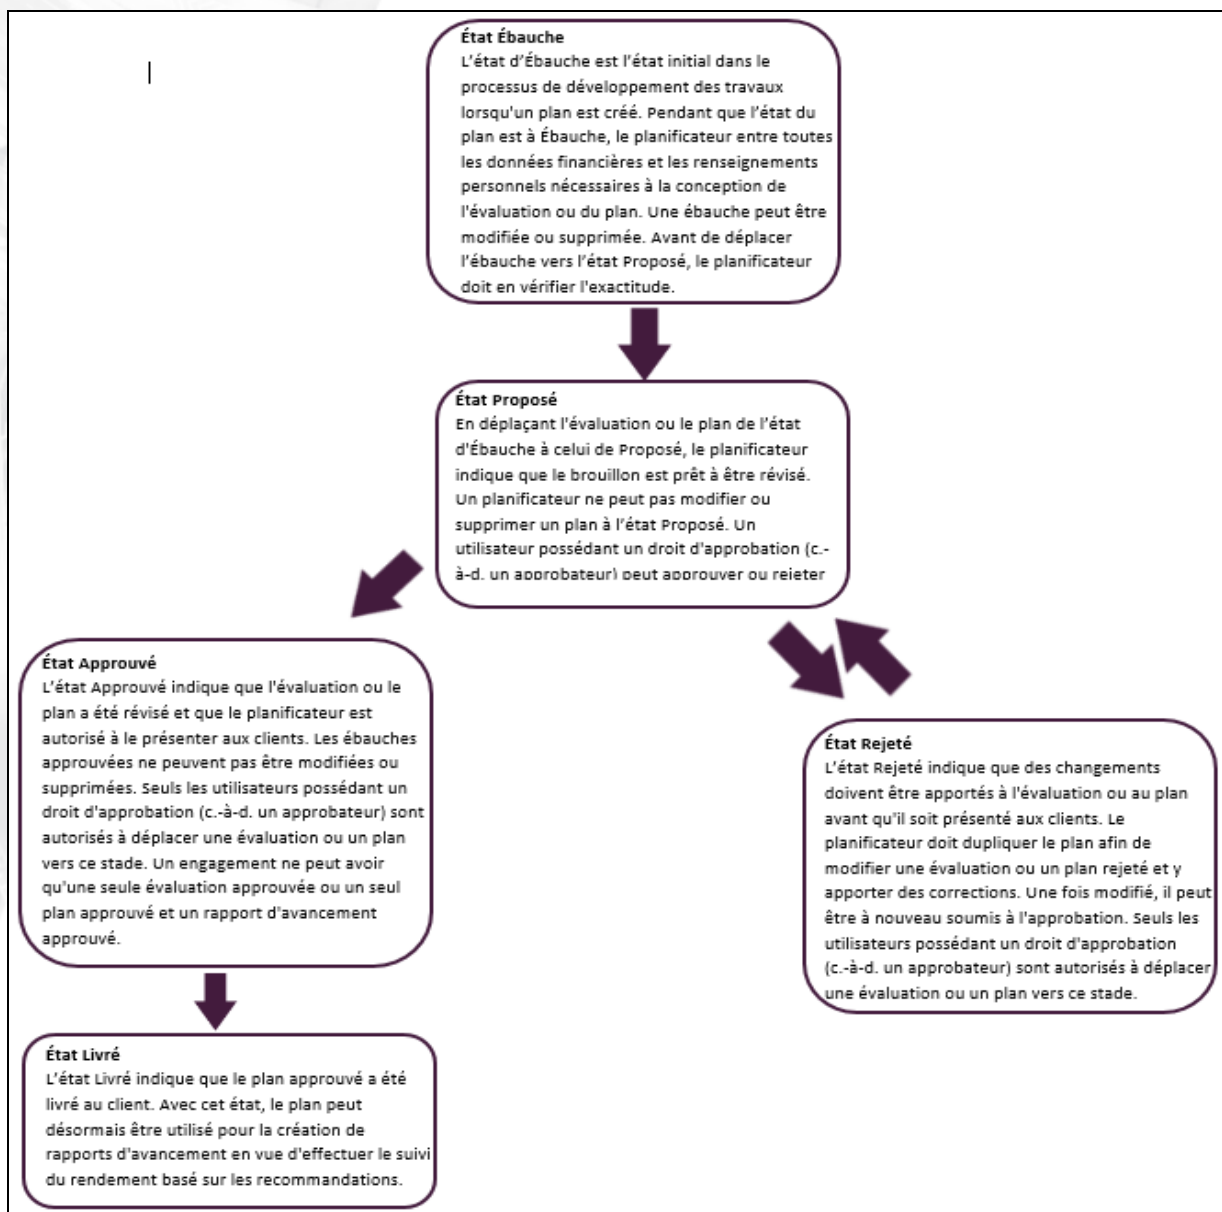 État Ébauche
L'état d'Ébauche est l'état initial dans le
processus de développement des travaux
lorsqu'un plan est créé. Pendant que l'état du
plan est à Ébauche, le planificateur entre toutes
les données financières et les renseignements
personnels nécessaires à la conception de
l'évaluation ou du plan. Une ébauche peut être
modifiée ou supprimée. Avant de déplacer
l'ébauche vers l'état Proposé, le planificateur
doit en vérifier l'exactitude.
État Proposé
En déplaçant l'évaluation ou le plan de l'état
d'Ébauche à celui de Proposé, le planificateur
indique que le brouillon est prêt à être révisé.
Un planificateur ne peut pas modifier ou
supprimer un plan à l'état Proposé. Un
utilisateur possédant un droit d'approbation (c.-
à-d. un approbateur) peut approuver ou rejeter
État Approuvé
L'état Approuvé indique que l'évaluation ou le
plan a été révisé et que le planificateur est
autorisé à le présenter aux clients. Les ébauches
approuvées ne peuvent pas être modifiées ou
supprimées. Seuls les utilisateurs possédant un
droit d'approbation (c.-à-d. un approbateur) sont
autorisés à déplacer une évaluation ou un plan
vers ce stade. Un engagement ne peut avoir
qu'une seule évaluation approuvée ou un seul
plan approuvé et un rapport d'avancement
approuvé.
État Rejeté
L'état Rejeté indique que des changements
doivent être apportés à l'évaluation ou au plan
avant qu'il soit présenté aux clients. Le
planificateur doit dupliquer le plan afin de
modifier une évaluation ou un plan rejeté et y
apporter des corrections. Une fois modifié, il peut
être à nouveau soumis à l'approbation. Seuls les
utilisateurs possédant un droit d'approbation
(c.-à-d. un approbateur) sont autorisés à déplacer
une évaluation ou un plan vers ce stade.
État Livré
L'état Livré indique que le plan approuvé a été
livré au client. Avec cet état, le plan peut
désormais être utilisé pour la création de
rapports d'avancement en vue d'effectuer le suivi
du rendement basé sur les recommandations.